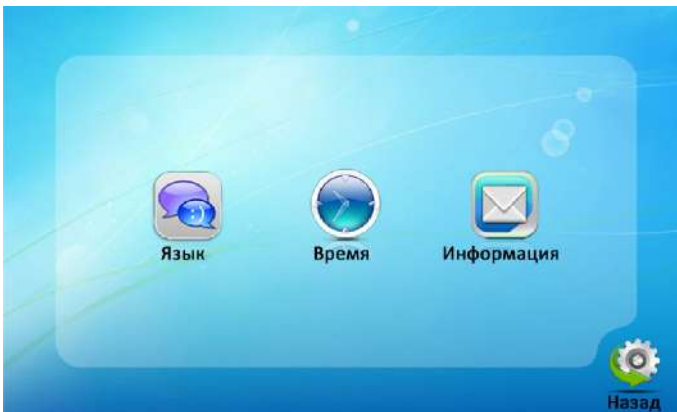 Язык
Время
Информация
Назад